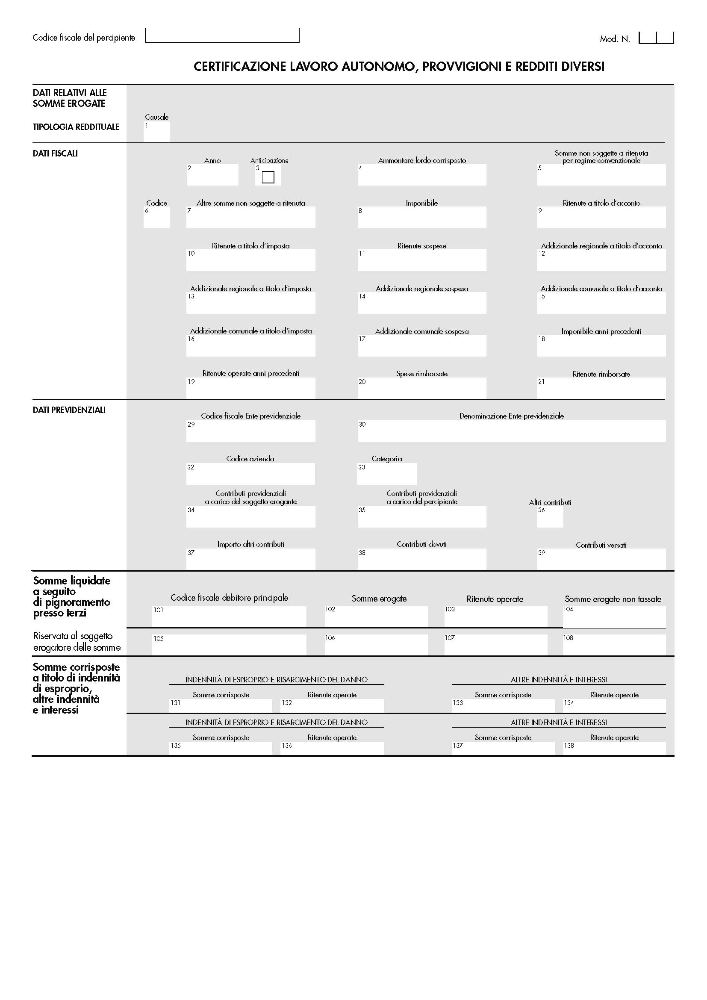 Codice fiscale del percipiente
Mod. N.
CERTIFICAZIONE LAVORO AUTONOMO, PROVVIGIONI E REDDITI DIVERSI
DATI RELATIVI ALLE
SOMME EROGATE
TIPOLOGIA REDDITUALE
Causale
1
DATI FISCALI
Anno
2
Anticipazione
3
Ammontare lordo corrisposto
4
Somme non soggette a ritenuta
per regime convenzionale
5
Codice
6
Altre somme non soggette a ritenuta
7
Imponibile
8
Ritenute a titolo d'acconto
9
Ritenute a titolo d'imposta
10
Ritenute sospese
11
Addizionale regionale a titolo d'acconto
12
Addizionale regionale a titolo d'imposta
13
Addizionale regionale sospesa
14
Addizionale comunale a titolo d'acconto
15
Addizionale comunale a titolo d'imposta
16
Addizionale comunale sospesa
17
Imponibile anni precedenti
18
Ritenute operate anni precedenti
19
Spese rimborsate
20
Ritenute rimborsate
21
DATI PREVIDENZIALI
Codice fiscale Ente previdenziale
29
Denominazione Ente previdenziale
30
Codice azienda
32
Categoria
33
Contributi previdenziali
a carico del soggetto erogante
34
Contributi previdenziali
a carico del percipiente
35
Altri contributi
36
Importo altri contributi
37
Contributi dovuti
38
Contributi versati
39
Somme liquidate
a seguito
di pignoramento
presso terzi
Codice fiscale debitore principale
101
Somme erogate
102
Ritenute operate
103
Somme erogate non tassate
104
Riservata al soggetto
erogatore delle somme
105
106
107
108
Somme corrisposte
a titolo di indennità
di esproprio,
altre indennità
e interessi
INDENNITÀ DI ESPROPRIO E RISARCIMENTO DEL DANNO
ALTRE INDENNITÀ E INTERESSI
Somme corrisposte
131
Ritenute operate
132
Somme corrisposte
133
Ritenute operate
134
INDENNITÀ DI ESPROPRIO E RISARCIMENTO DEL DANNO
ALTRE INDENNITÀ E INTERESSI
Somme corrisposte
135
Ritenute operate
136
Somme corrisposte
137
Ritenute operate
138